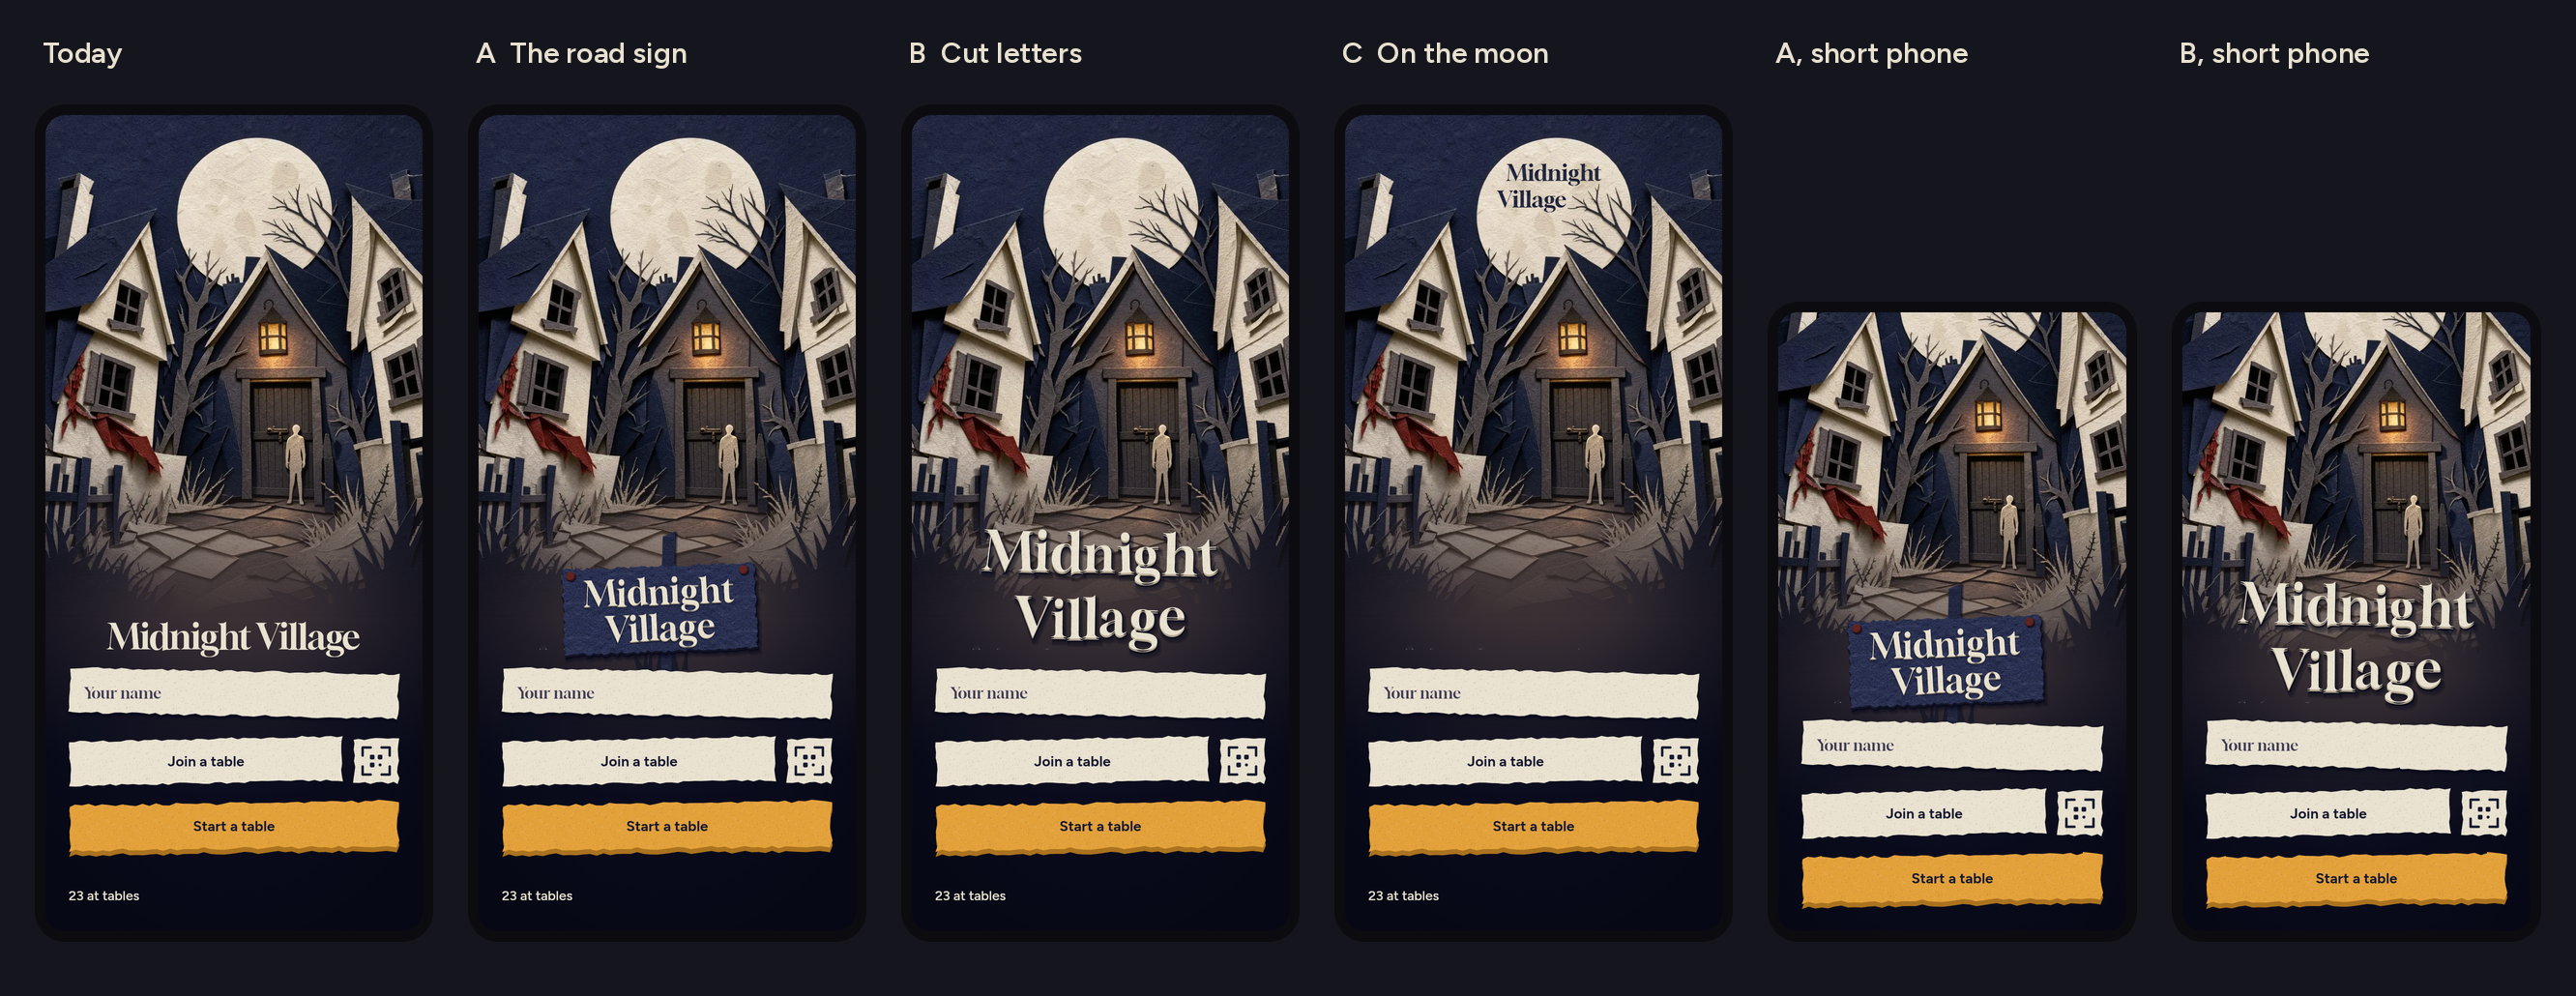 Today
Midnight Village
Your name
Join a table
Start a table
23 at tables
A The road sign
Midnight
Village
Your name
Join a table
Start a table
23 at tables
B Cut letters
Midnight
Village
Your name
Join a table
Start a table
23 at tables
C On the moon
Midnight
Village
Your name
Join a table
Start a table
23 at tables
A, short phone
Midnight
Village
Your name
Join a table
Start a table
B, short phone
Midnight
Village
Your name
Join a table
Start a table